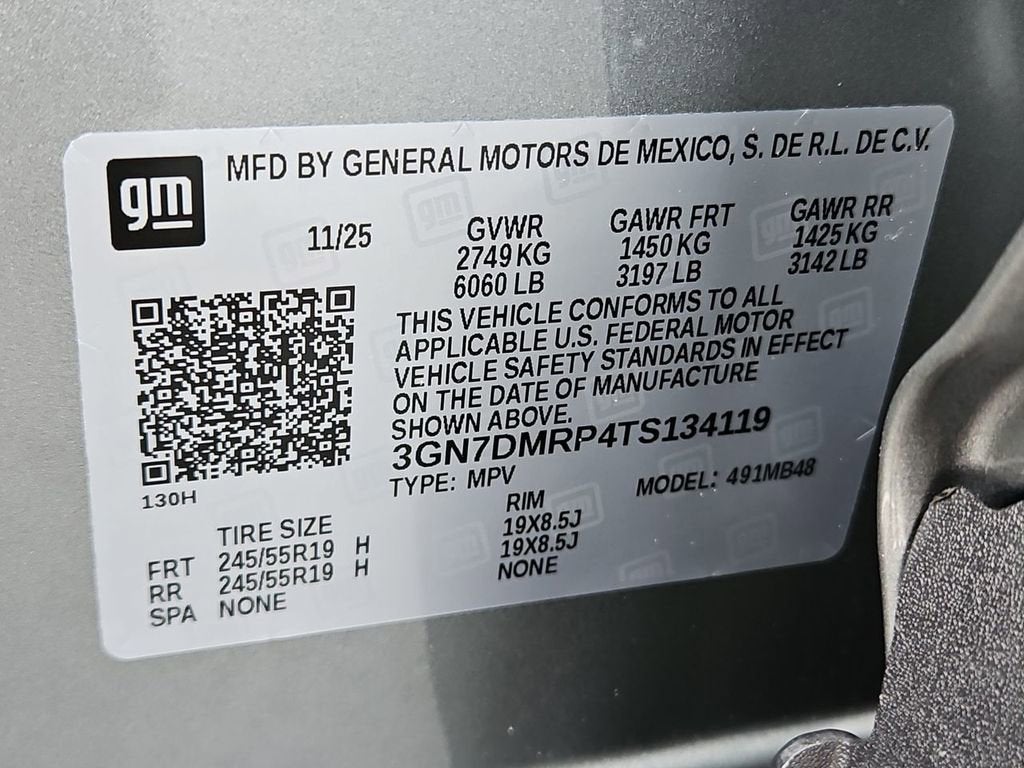 gm
MFD BY GENERAL MOTORS DE MEXICO, S. DE R.L. DE C.V.
11/25
GVWR
2749 KG
6060 LB
GAWR FRT
1450 KG
3197 LB
GAWR RR
1425 KG
3142 LB
THIS VEHICLE CONFORMS TO ALL
APPLICABLE U.S. FEDERAL MOTOR
VEHICLE SAFETY STANDARDS IN EFFECT
ON THE DATE OF MANUFACTURE
SHOWN ABOVE.
3GN7DMRP4TS134119
TYPE: MPV
MODEL: 491MB48
130H
TIRE SIZE
RIM
FRT 245/55R19 H 19X8.5J
RR 245/55R19 H 19X8.5J
SPA NONE NONE